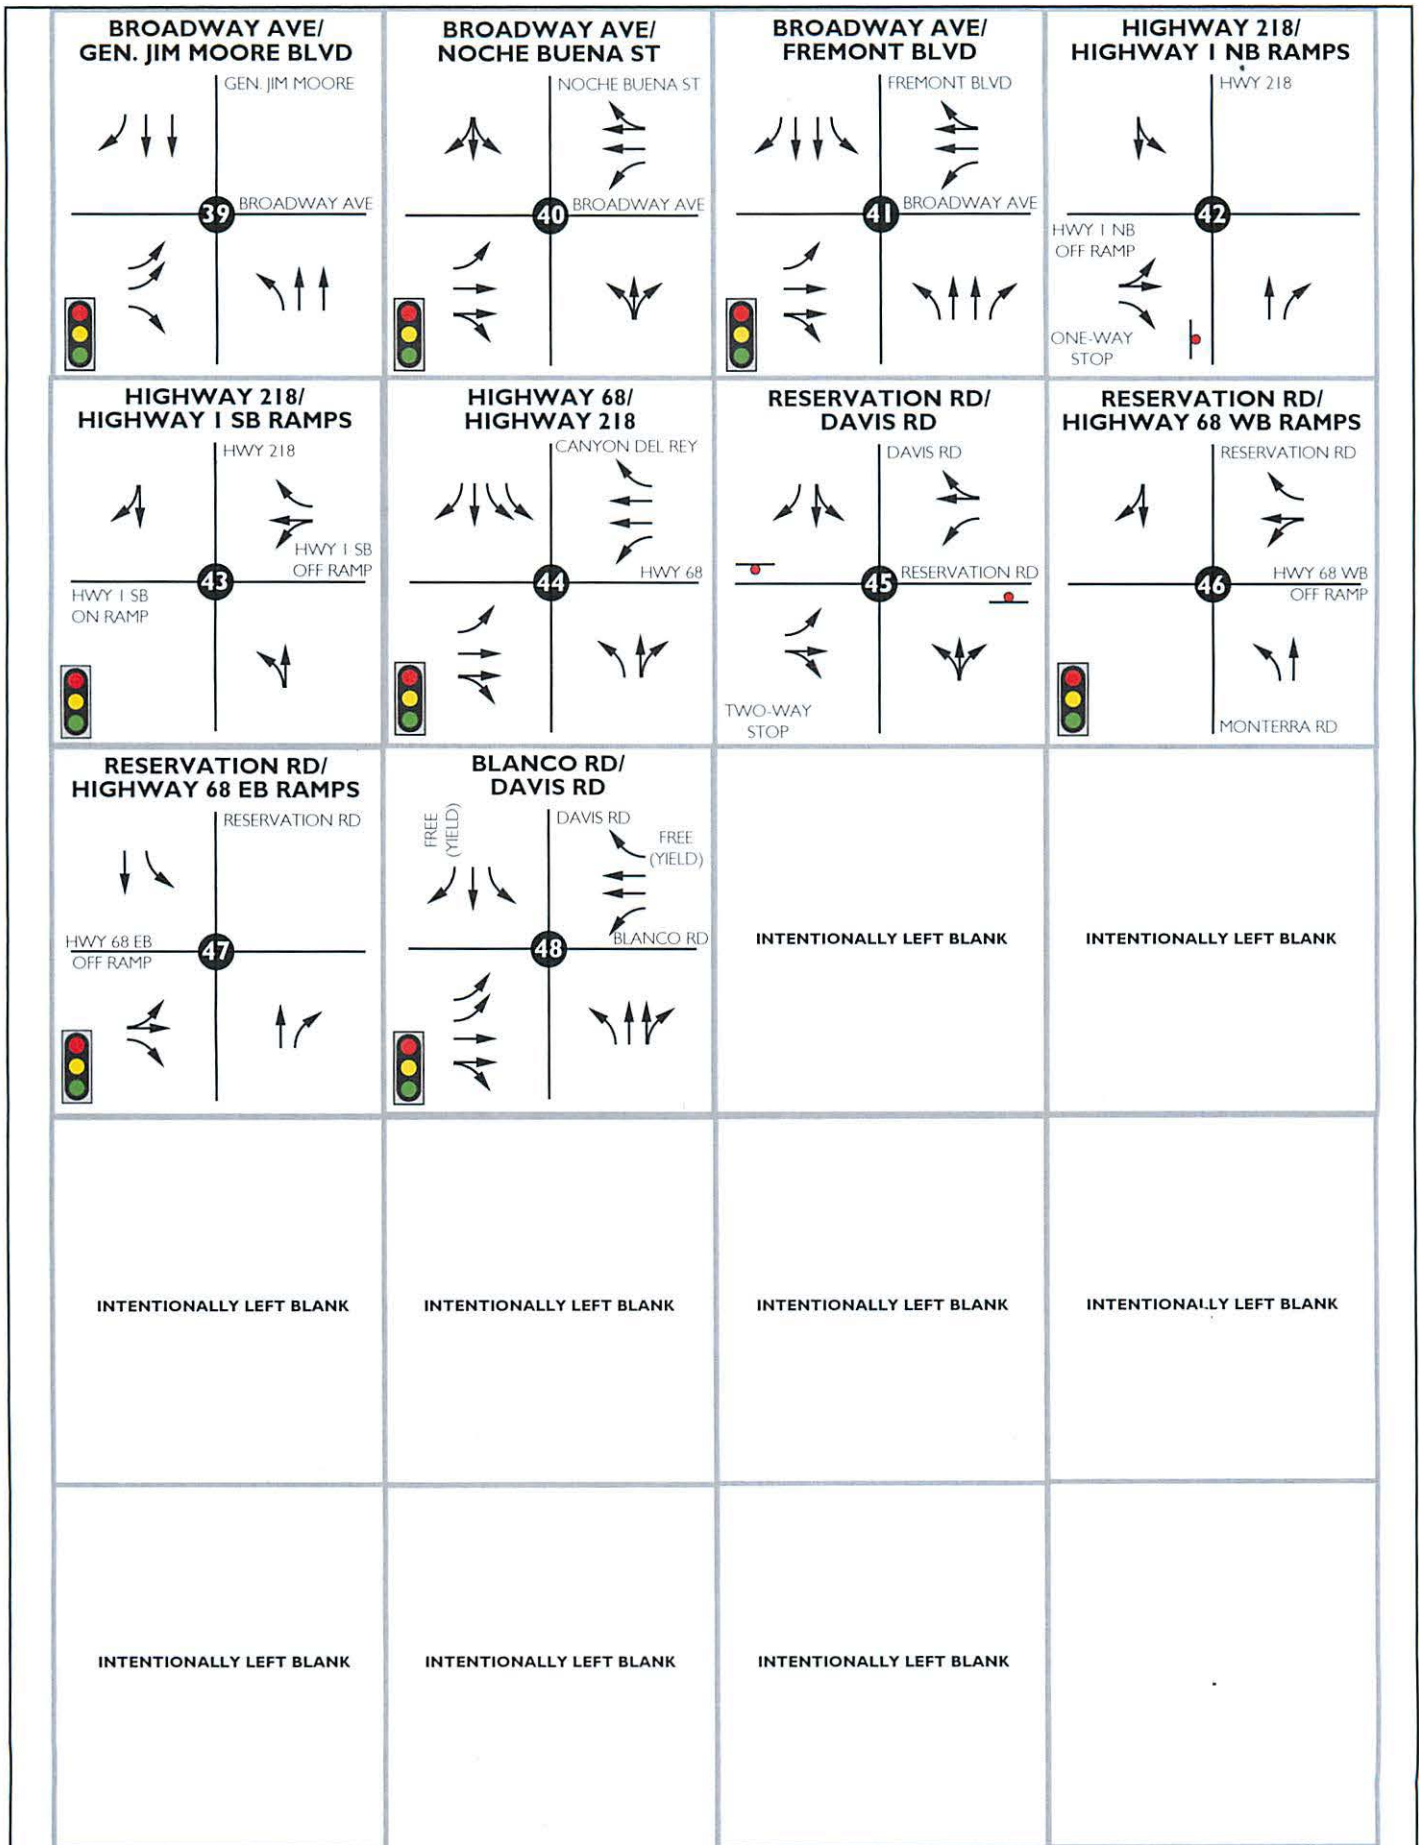 BROADWAY AVE/
GEN. JIM MOORE BLVD
GEN. JIM MOORE
39
BROADWAY AVE
BROADWAY AVE/
NOCHE BUENA ST
NOCHE BUENA ST
40
BROADWAY AVE
BROADWAY AVE/
FREMONT BLVD
FREMONT BLVD
41
BROADWAY AVE
HIGHWAY 218/
HIGHWAY 1 NB RAMPS
HWY 218
42
HWY 1 NB
OFF RAMP
ONE-WAY
STOP
HIGHWAY 218/
HIGHWAY 1 SB RAMPS
HWY 218
HWY 1 SB
OFF RAMP
43
HWY 1 SB
ON RAMP
HIGHWAY 68/
HIGHWAY 218
CANYON DEL REY
44
HWY 68
RESERVATION RD/
DAVIS RD
DAVIS RD
45
RESERVATION RD
TWO-WAY
STOP
RESERVATION RD/
HIGHWAY 68 WB RAMPS
RESERVATION RD
46
HWY 68 WB
OFF RAMP
MONTERRA RD
RESERVATION RD/
HIGHWAY 68 EB RAMPS
RESERVATION RD
HWY 68 EB
OFF RAMP
47
BLANCO RD/
DAVIS RD
FREE
(YIELD)
DAVIS RD
FREE
(YIELD)
48
BLANCO RD
INTENTIONALLY LEFT BLANK
INTENTIONALLY LEFT BLANK
INTENTIONALLY LEFT BLANK
INTENTIONALLY LEFT BLANK
INTENTIONALLY LEFT BLANK
INTENTIONALLY LEFT BLANK
INTENTIONALLY LEFT BLANK
INTENTIONALLY LEFT BLANK
INTENTIONALLY LEFT BLANK